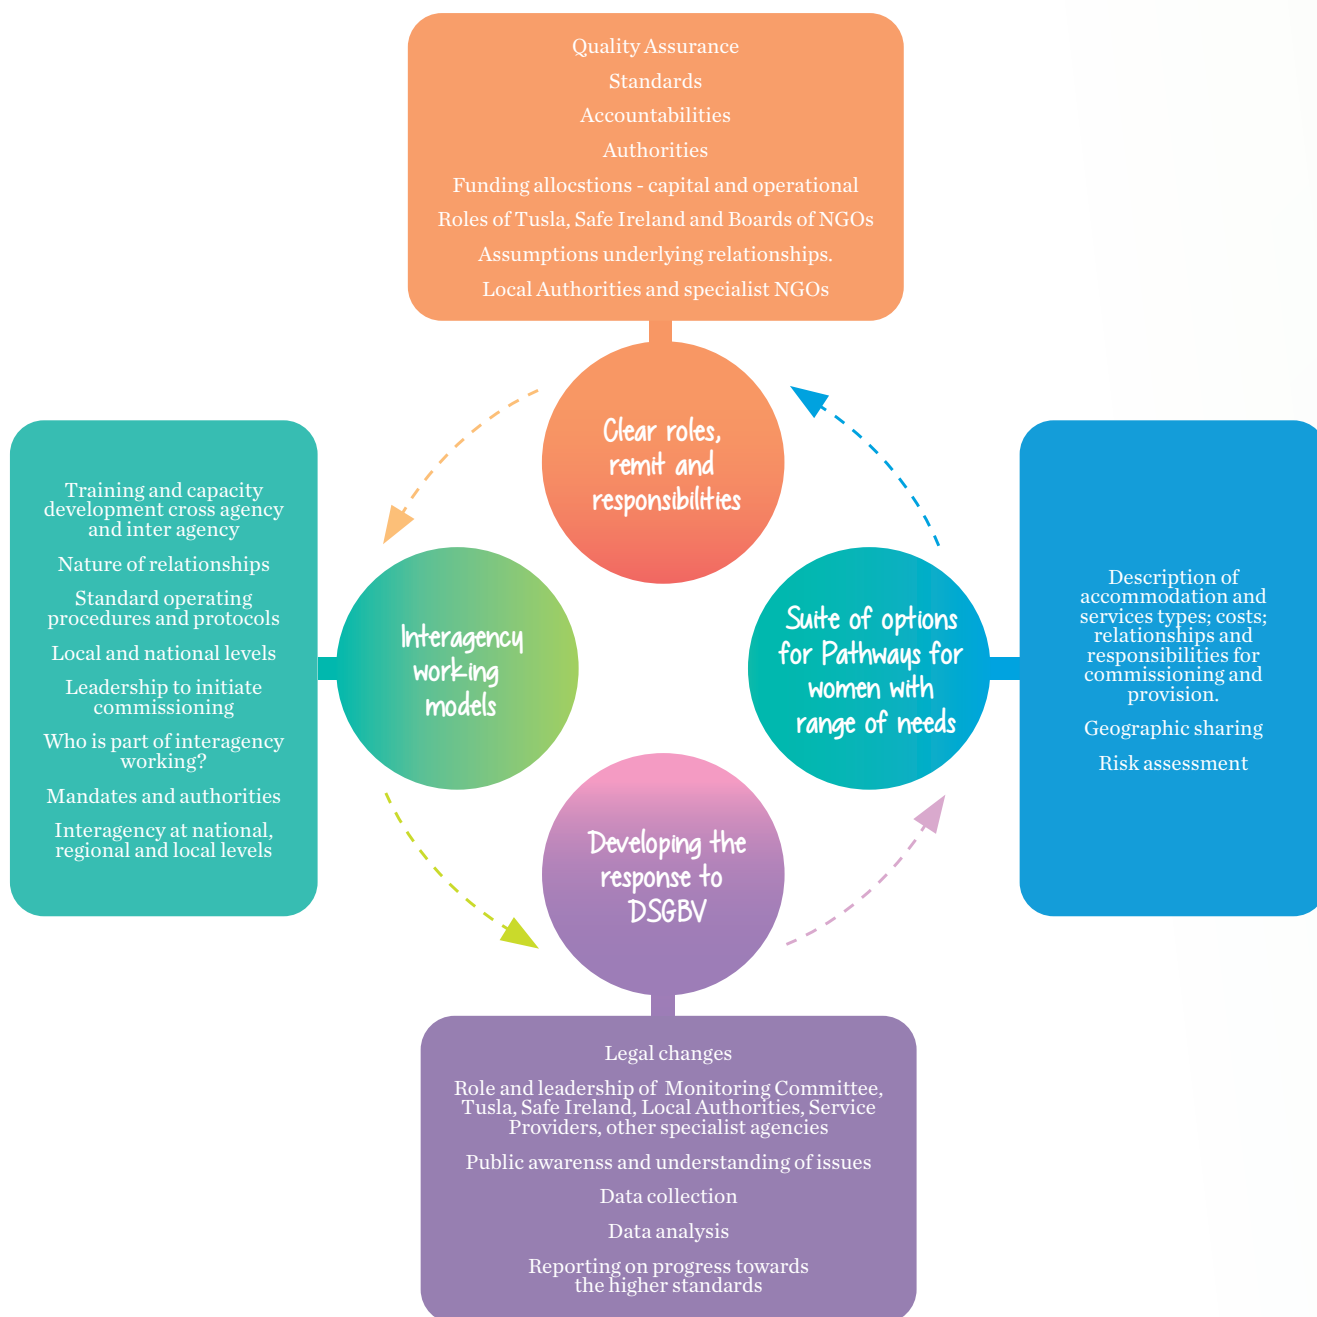 Quality Assurance
Standards
Accountabilities
Authorities
Funding allocstions - capital and operational
Roles of Tusla, Safe Ireland and Boards of NGOs
Assumptions underlying relationships.
Local Authorities and specialist NGOs
Clear roles,
remit and
responsibilities
Training and capacity
development cross agency
and inter agency
Nature of relationships
Standard operating
procedures and protocols
Local and national levels
Leadership to initiate
commissioning
Who is part of interagency
working?
Mandates and authorities
Interagency at national,
regional and local levels
Interagency
working
models
Suite of options
for Pathways for
women with
range of needs
Description of
accommodation and
services types; costs;
relationships and
responsibilities for
commissioning and
provision.
Geographic sharing
Risk assessment
Developing the
response to
DSGBV
Legal changes
Role and leadership of Monitoring Committee,
Tusla, Safe Ireland, Local Authorities, Service
Providers, other specialist agencies
Public awarenss and understanding of issues
Data collection
Data analysis
Reporting on progress towards
the higher standards